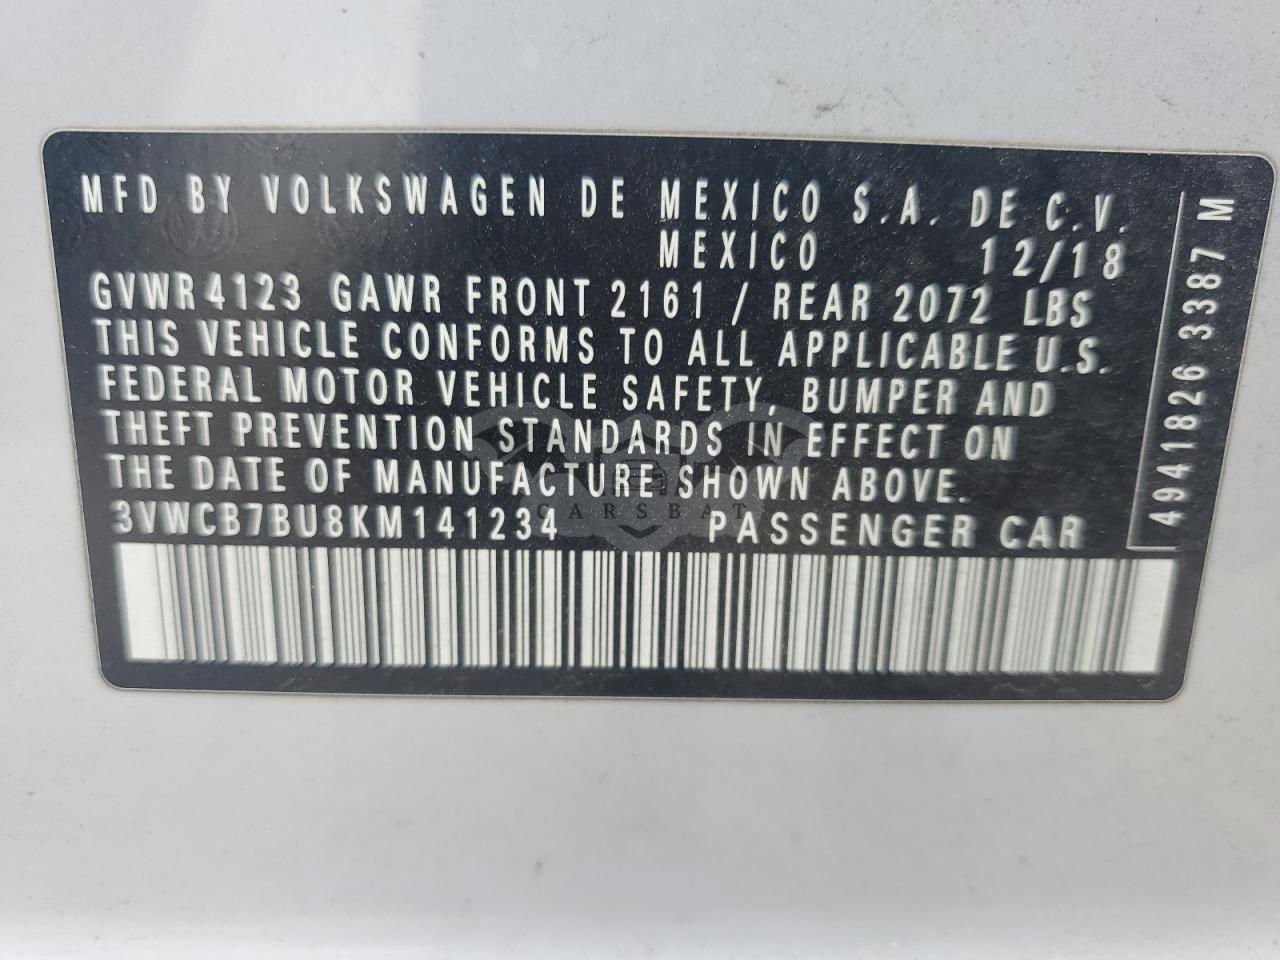 MFD BY VOLKSWAGEN DE MEXICO S.A. DE C.V.
MEXICO 12/18
GVWR 4123 GAWR FRONT 2161 / REAR 2072 LBS
THIS VEHICLE CONFORMS TO ALL APPLICABLE U.S.
FEDERAL MOTOR VEHICLE SAFETY, BUMPER AND
THEFT PREVENTION STANDARDS IN EFFECT ON
THE DATE OF MANUFACTURE SHOWN ABOVE.
3VWCB7BU8KM141234 PASSENGER CAR
4941826 3387 M
CARSBAT